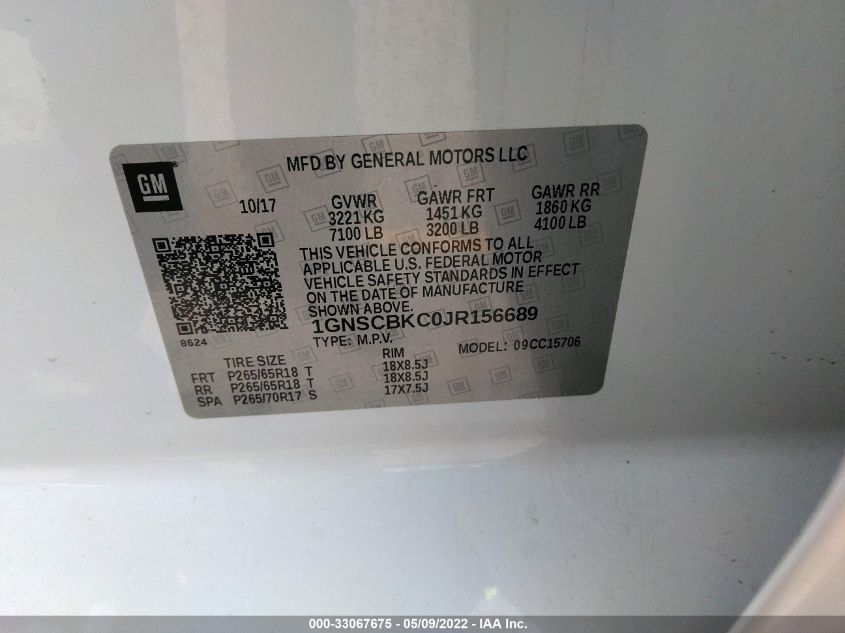 MFD BY GENERAL MOTORS LLC
GM
10/17
GVWR
3221 KG
7100 LB
GAWR FRT
1451 KG
3200 LB
GAWR RR
1860 KG
4100 LB
THIS VEHICLE CONFORMS TO ALL
APPLICABLE U.S. FEDERAL MOTOR
VEHICLE SAFETY STANDARDS IN EFFECT
ON THE DATE OF MANUFACTURE
SHOWN ABOVE.
8624
1GNSCBKC0JR156689
TYPE: M.P.V.
MODEL: 09CC15706
TIRE SIZE RIM
FRT P265/65R18 T 18X8.5J
RR P265/65R18 T 18X8.5J
SPA P265/70R17 S 17X7.5J
000-33067675 - 05/09/2022 - IAA Inc.